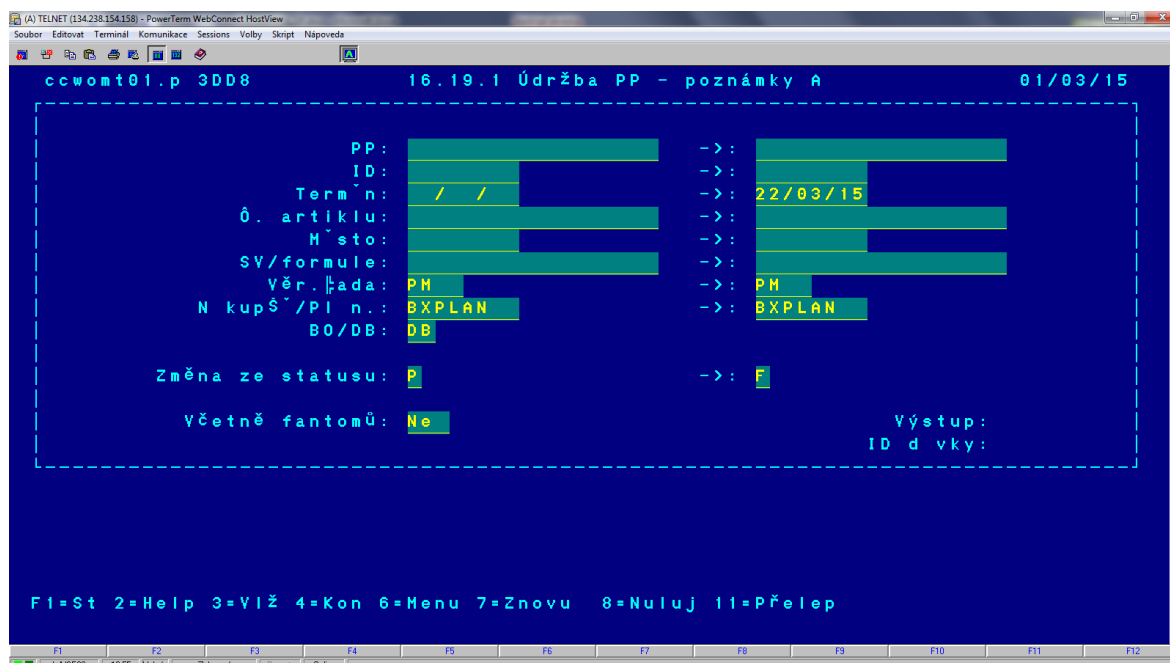 (A) TELNET (134.238.154.158) - PowerTerm WebConnect HostView
Soubor Editovat Terminál Komunikace Sessions Volby Skript Nápověda
ccwomt01.p 3DD8 16.19.1 Údržba PP - poznámky A 01/03/15
PP: ->:
ID: ->:
Termˇn: / / ->: 22/03/15
Ô. artiklu: ->:
Mˇsto: ->:
SV/formule: ->:
Věr.╠ada: PM ->: PM
N kupŠˇ/Pl n.: BXPLAN ->: BXPLAN
BO/DB: DB
Změna ze statusu: P ->: F
Včetně fantomů: Ne Výstup:
ID d vky:
F1=St 2=Help 3=Vlž 4=Kon 6=Menu 7=Znovu 8=Nuluj 11=Přelep
F1 F2 F3 F4 F5 F6 F7 F8 F9 F10 F11 F12